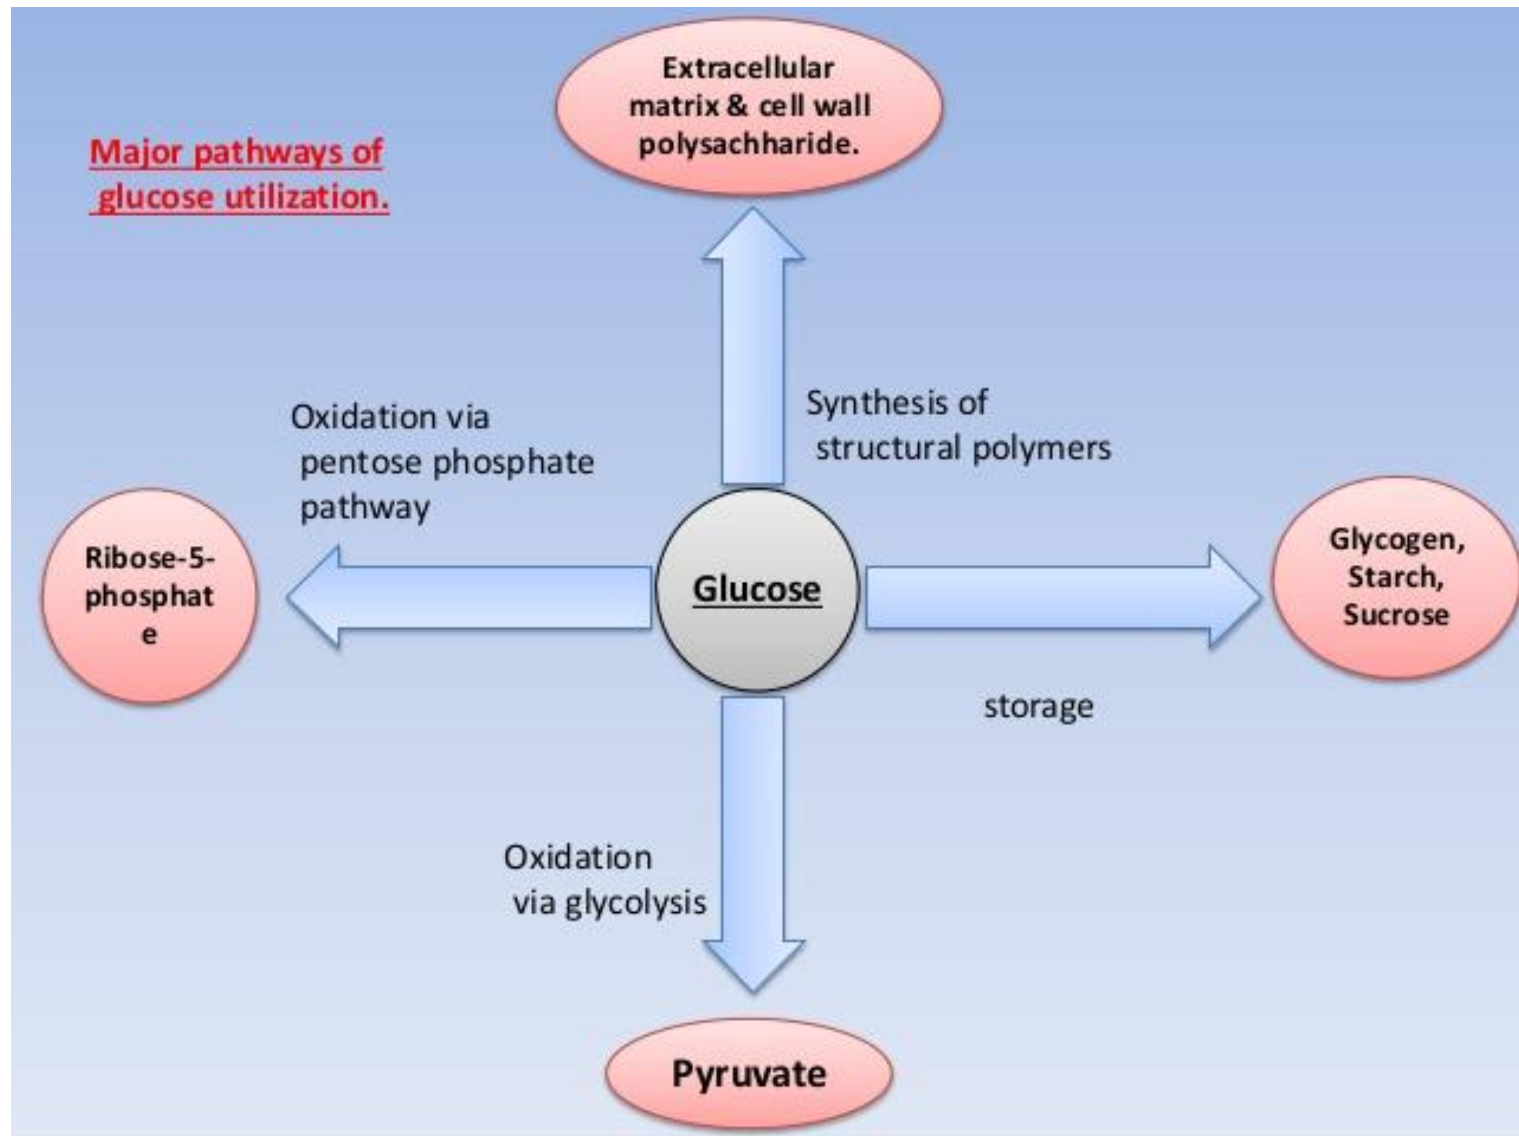 Extracellular
matrix & cell wall
polysachharide.
Major pathways of
glucose utilization.
Synthesis of
structural polymers
Oxidation via
pentose phosphate
pathway
Ribose-5-
phosphat
e
Glucose
Glycogen,
Starch,
Sucrose
storage
Oxidation
via glycolysis
Pyruvate